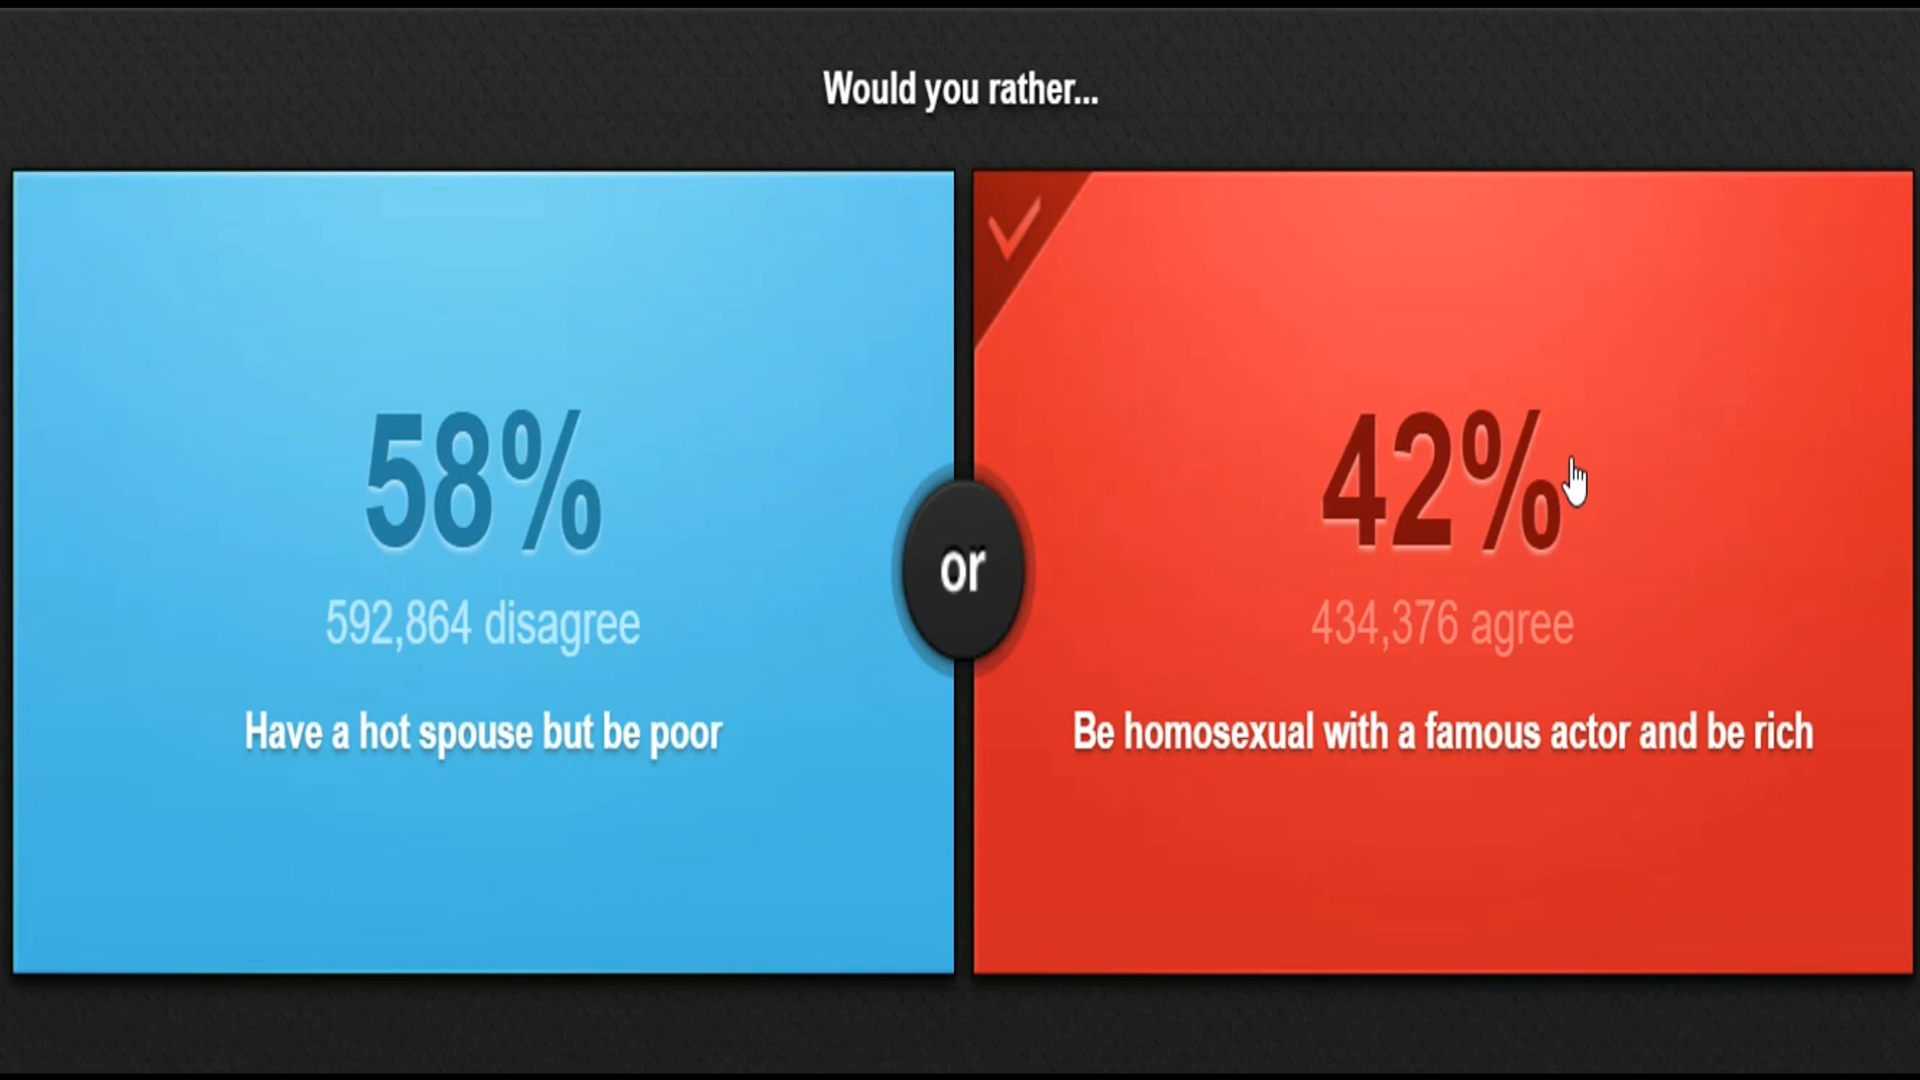 Would you rather...
58%
592,864 disagree
Have a hot spouse but be poor
or
42%
434,376 agree
Be homosexual with a famous actor and be rich